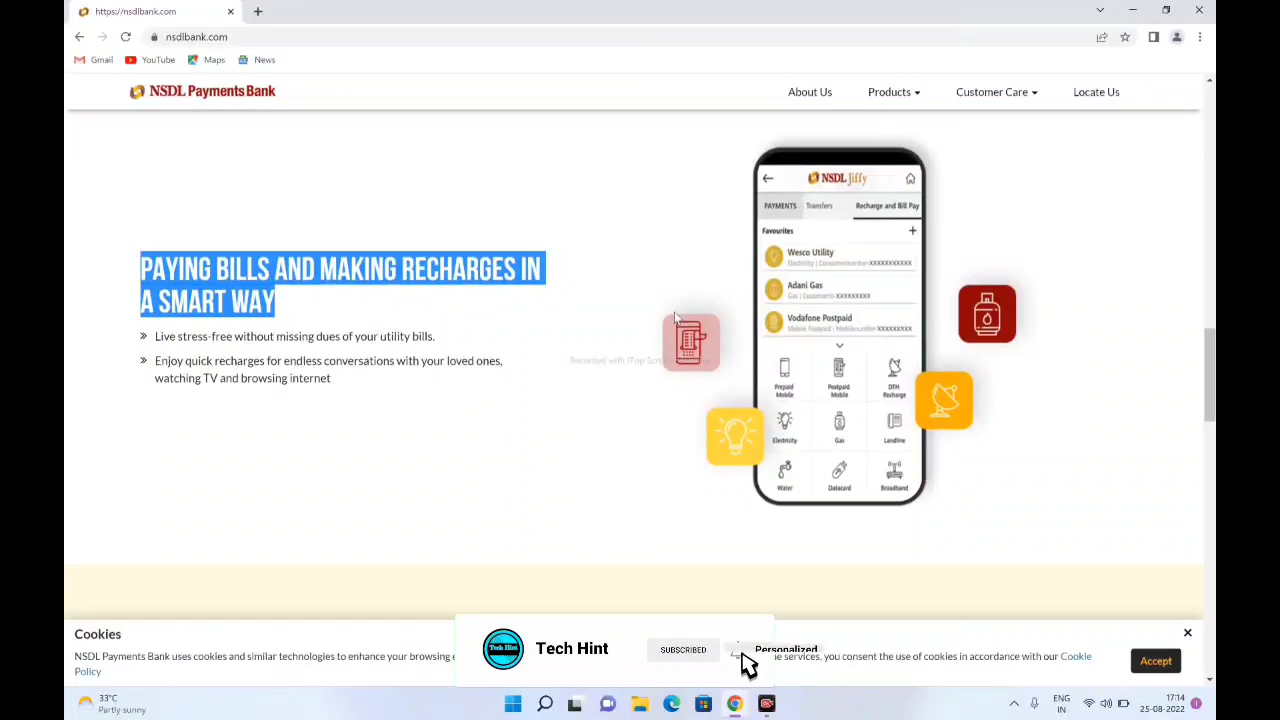 https://nsdlbank.com
nsdlbank.com
Gmail
YouTube
Maps
News
NSDL Payments Bank
About Us
Products
Customer Care
Locate Us
NSDL Jiffy
PAYMENTS
Transfers
Recharge and Bill Pay
Favourites
Wesco Utility
Adani Gas
Vodafone Postpaid
Prepaid
Mobile
Postpaid
Mobile
DTH
Recharge
Electricity
Gas
Landline
Water
Datacard
Broadband
PAYING BILLS AND MAKING RECHARGES IN
A SMART WAY
Live stress-free without missing dues of your utility bills.
Enjoy quick recharges for endless conversations with your loved ones,
watching TV and browsing internet
Recorded with iTop
Cookies
NSDL Payments Bank uses cookies and similar technologies to enhance your browsing
services, you consent the use of cookies in accordance with our Cookie
Policy
Accept
Tech Hint
Tech Hint
SUBSCRIBED
Personalized
33°C
Partly sunny
ENG
IN
17:14
25-08-2022